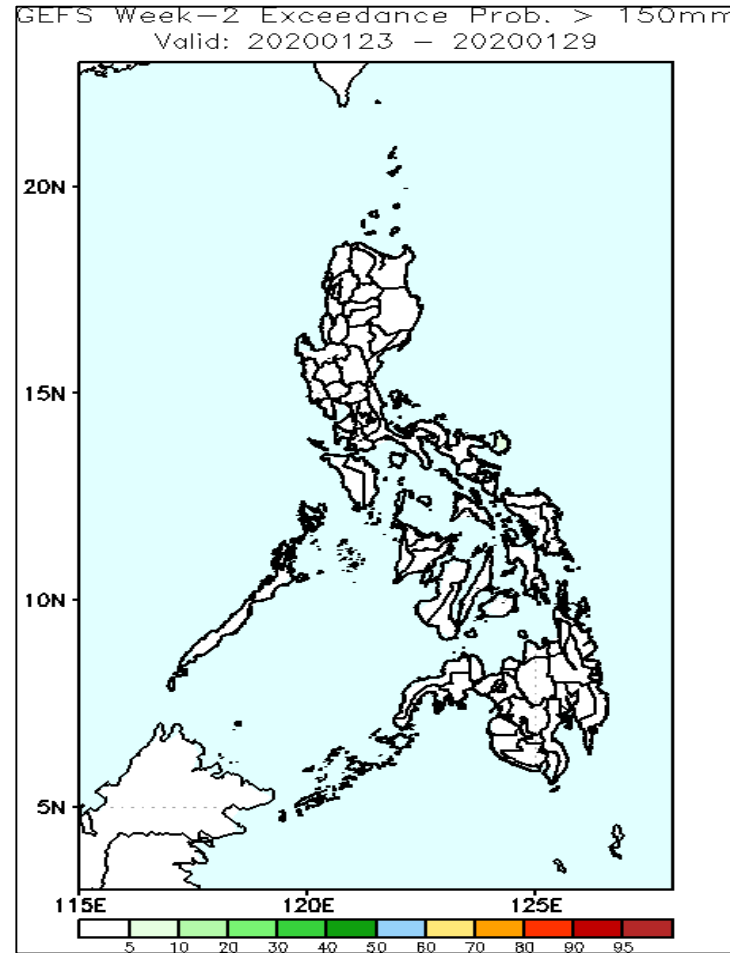 GEFS Week-2 Exceedance Prob. > 150mm
Valid: 20200123 - 20200129
20N
15N
10N
5N
115E 120E 125E
5 10 20 30 40 50 60 70 80 90 95